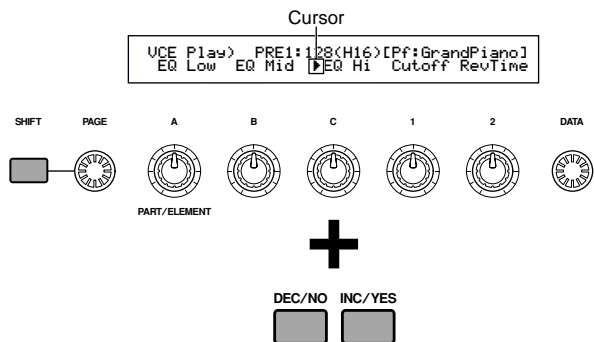 Cursor
VCE Play) PRE1:128(H16)[Pf:GrandPiano]
EQ Low EQ Mid EQ Hi Cutoff RevTime
SHIFT PAGE A B C 1 2 DATA
PART/ELEMENT
DEC/NO INC/YES